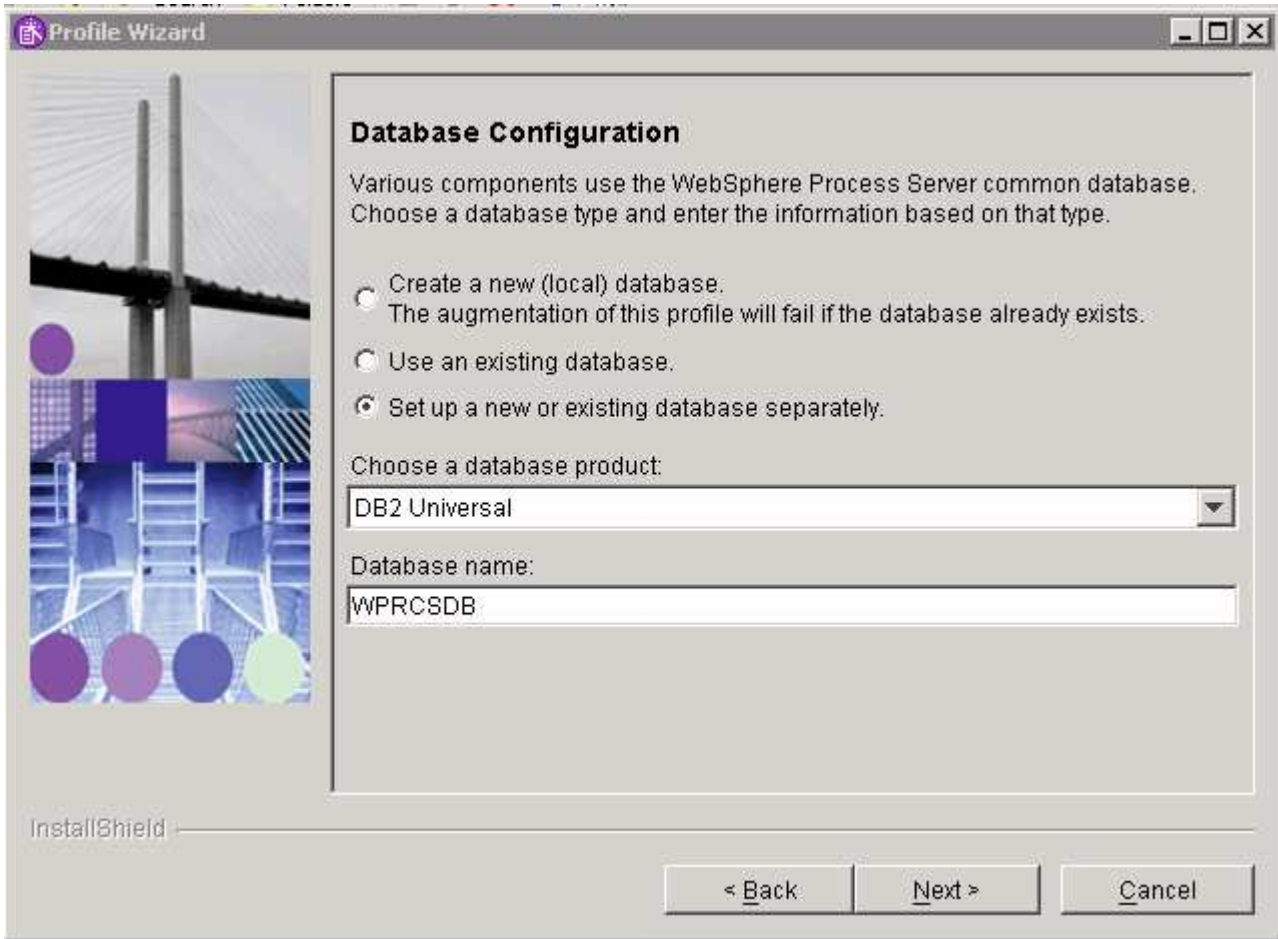 Profile Wizard
Database Configuration
Various components use the WebSphere Process Server common database.
Choose a database type and enter the information based on that type.
Create a new (local) database.
The augmentation of this profile will fail if the database already exists.
Use an existing database.
Set up a new or existing database separately.
Choose a database product:
DB2 Universal
Database name:
WPRCSDB
InstallShield
< Back
Next >
Cancel